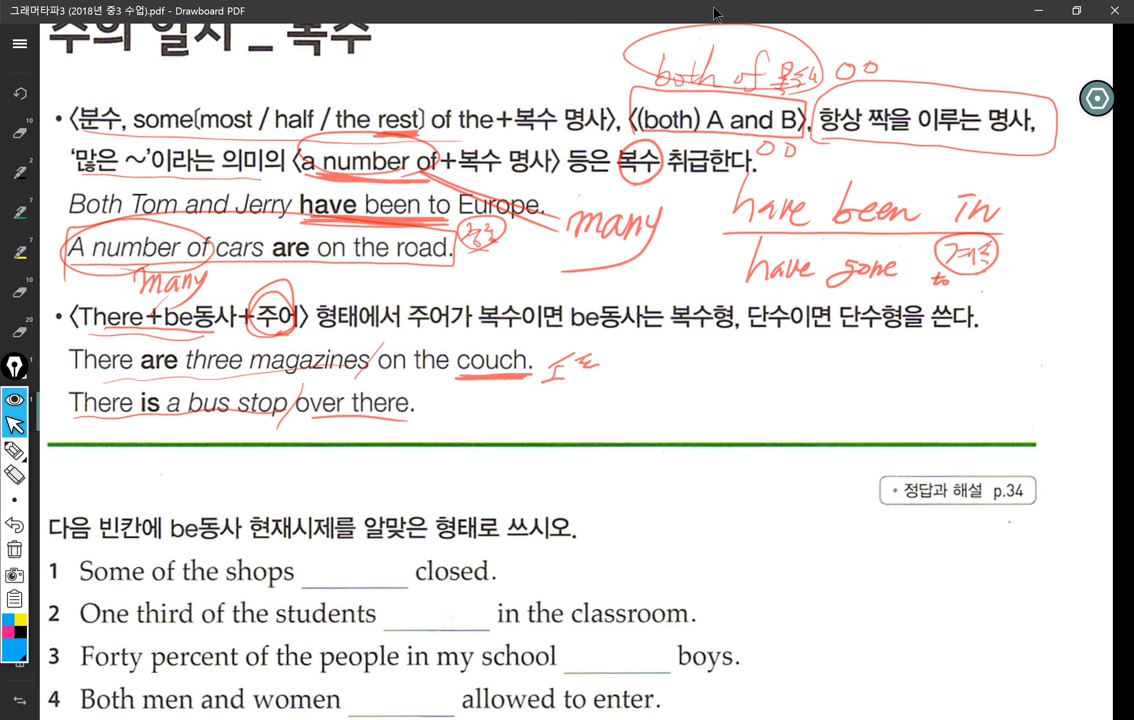 그래머타파3 (2018년 중3 수업).pdf - Drawboard PDF
주의 일치 _ 복수
both of 복수n
• 〈분수, some[most / half / the rest] of the+복수 명사〉, 〈(both) A and B〉, 항상 짝을 이루는 명사,
'많은 ~'이라는 의미의 〈a number of+복수 명사〉 등은 복수 취급한다.
Both Tom and Jerry have been to Europe.
many
have been in
A number of cars are on the road.
have gone to
many
• 〈There+be동사+주어〉 형태에서 주어가 복수이면 be동사는 복수형, 단수이면 단수형을 쓴다.
There are three magazines on the couch.
There is a bus stop over there.
• 정답과 해설 p.34
다음 빈칸에 be동사 현재시제를 알맞은 형태로 쓰시오.
1 Some of the shops ________ closed.
2 One third of the students ________ in the classroom.
3 Forty percent of the people in my school ________ boys.
4 Both men and women ________ allowed to enter.